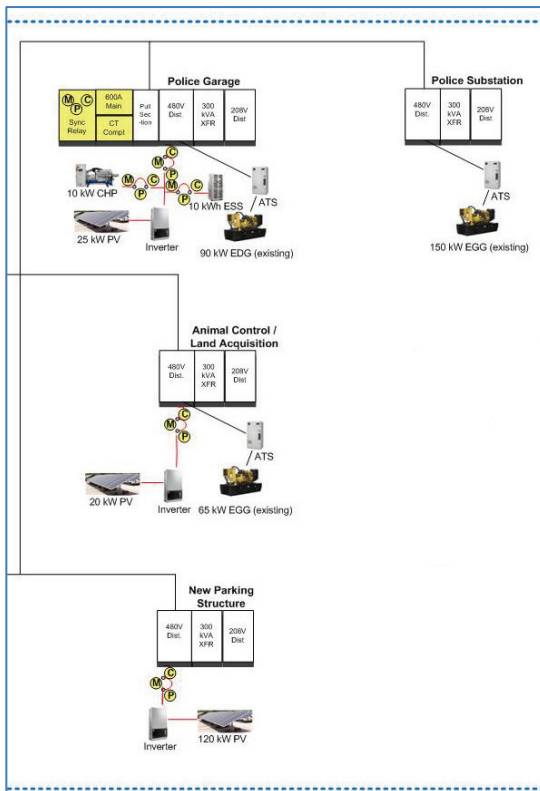 Police Garage
Police Substation
M C P
Sync
Relay
600A
Main
CT
Compt
Pull
Sec
-tion
480V
Dist.
300
kVA
XFR
208V
Dist
480V
Dist.
300
kVA
XFR
208V
Dist
C
M
P
10 kW CHP
M C
P
M C
P
10 kWh ESS
ATS
25 kW PV
Inverter
90 kW EDG (existing)
ATS
150 kW EGG (existing)
Animal Control /
Land Acquisition
480V
Dist.
300
kVA
XFR
208V
Dist
C
M
P
ATS
20 kW PV
Inverter
65 kW EGG (existing)
New Parking
Structure
480V
Dist.
300
kVA
XFR
208V
Dist
C
M
P
Inverter
120 kW PV